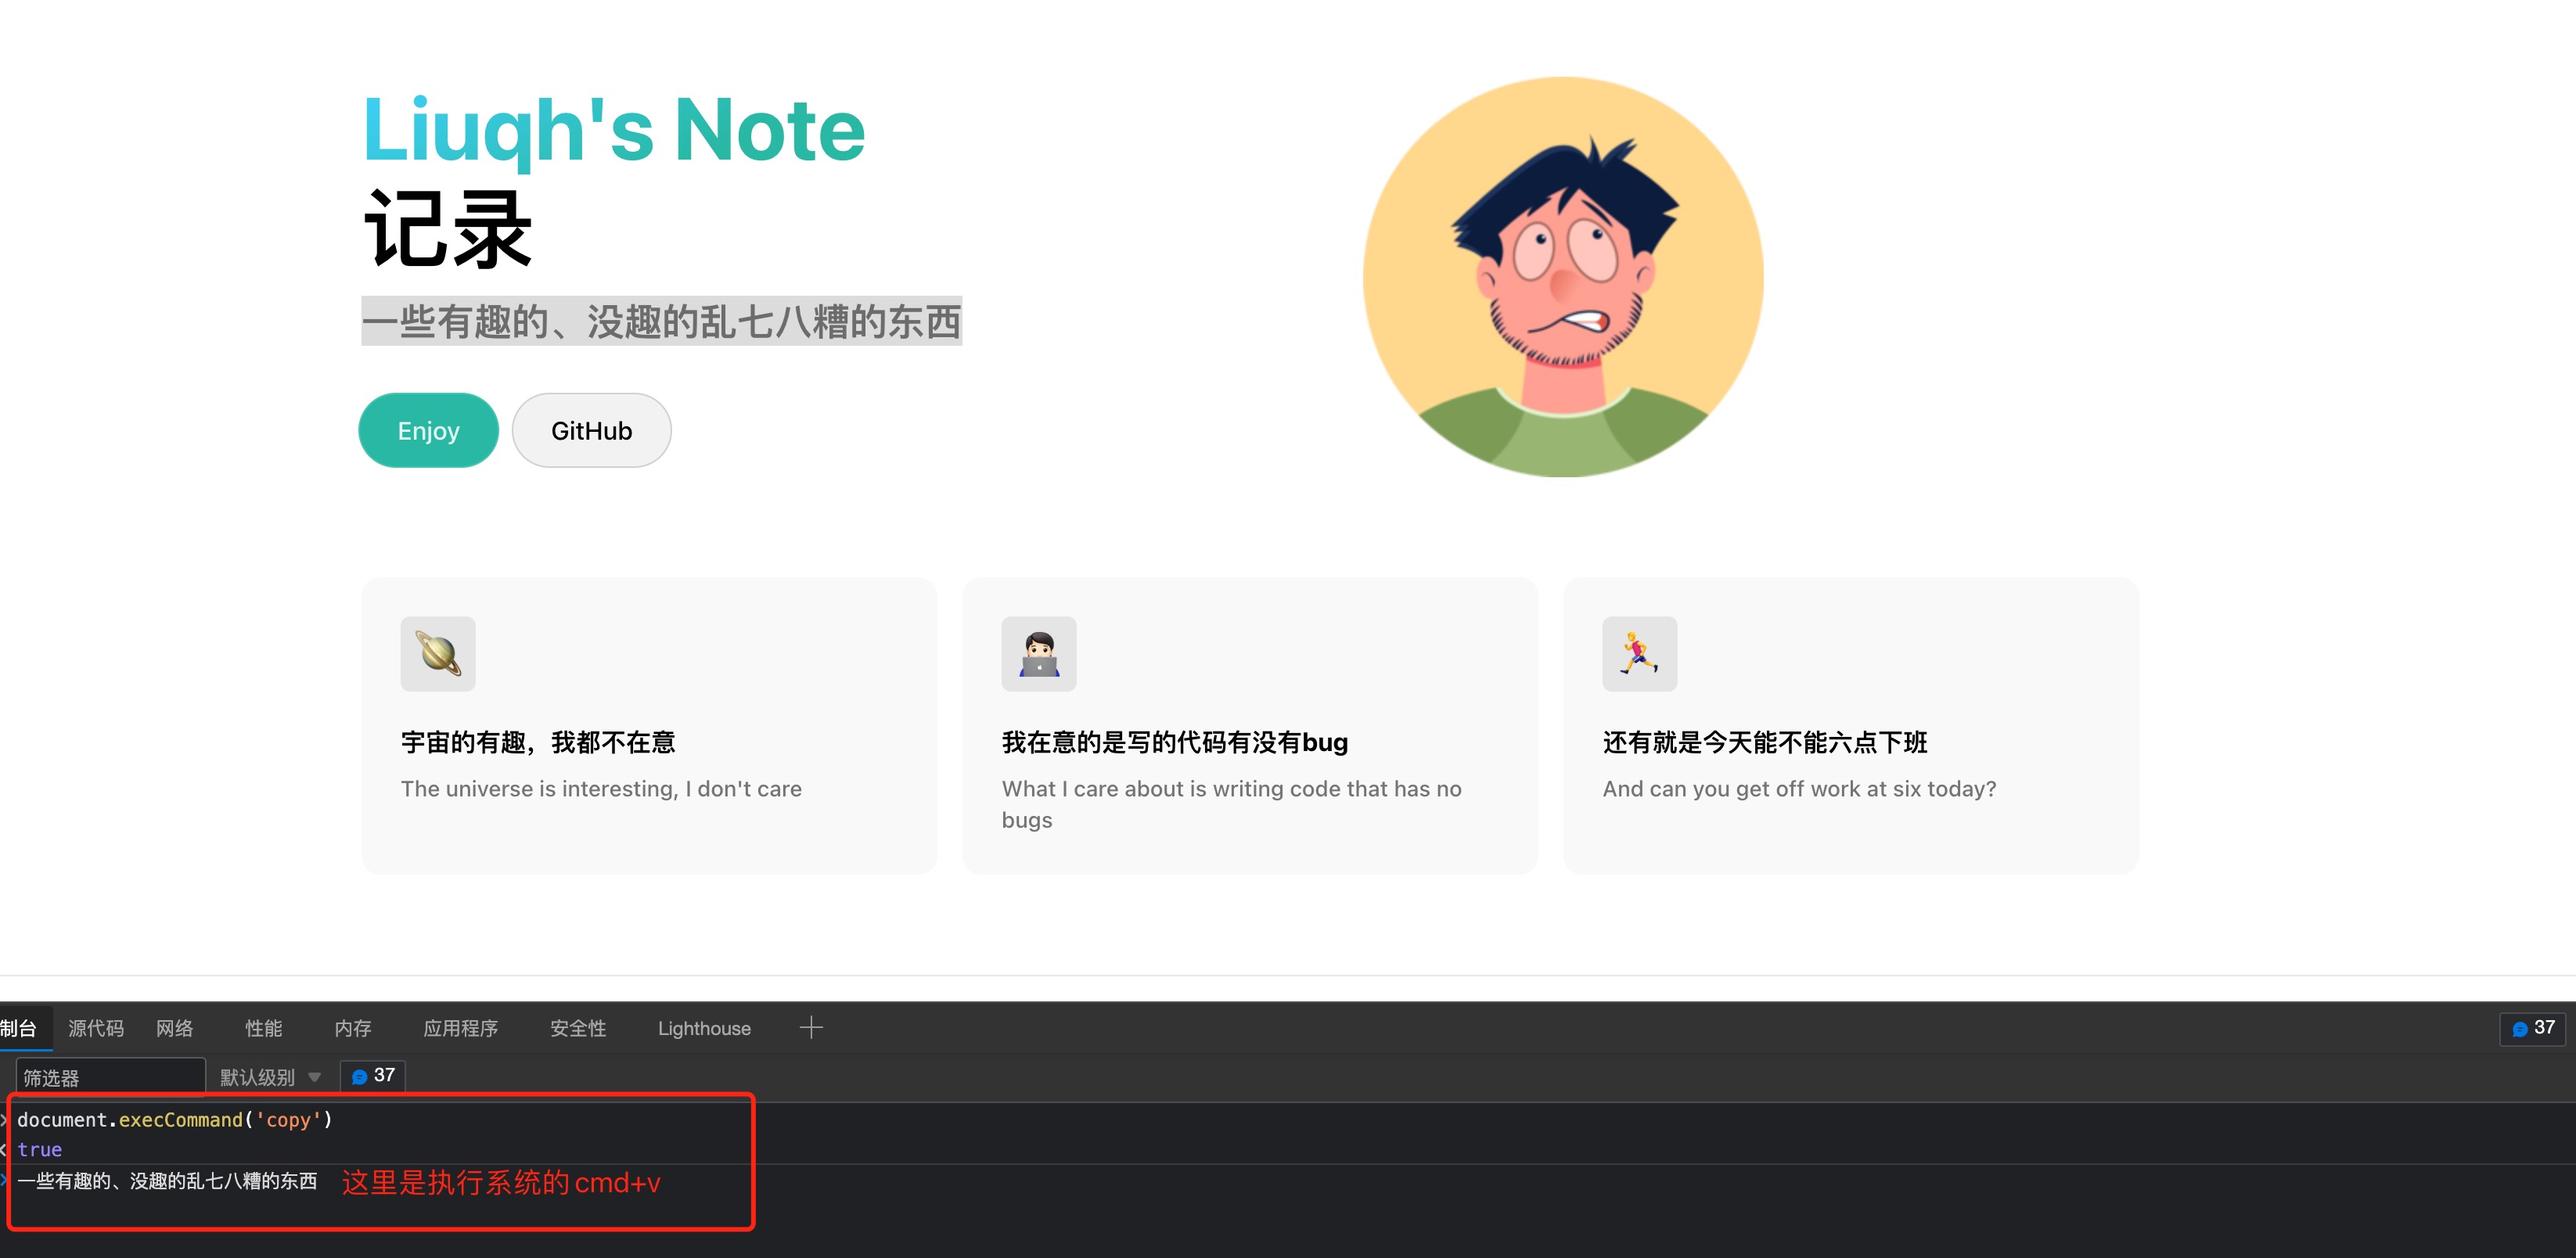 Liuqh's Note
记录
一些有趣的、没趣的乱七八糟的东西
Enjoy
GitHub
宇宙的有趣，我都不在意
The universe is interesting, I don't care
我在意的是写的代码有没有bug
What I care about is writing code that has no
bugs
还有就是今天能不能六点下班
And can you get off work at six today?
制台 源代码 网络 性能 内存 应用程序 安全性 Lighthouse 37
筛选器 默认级别 37
document.execCommand('copy')
true
一些有趣的、没趣的乱七八糟的东西 这里是执行系统的cmd+v